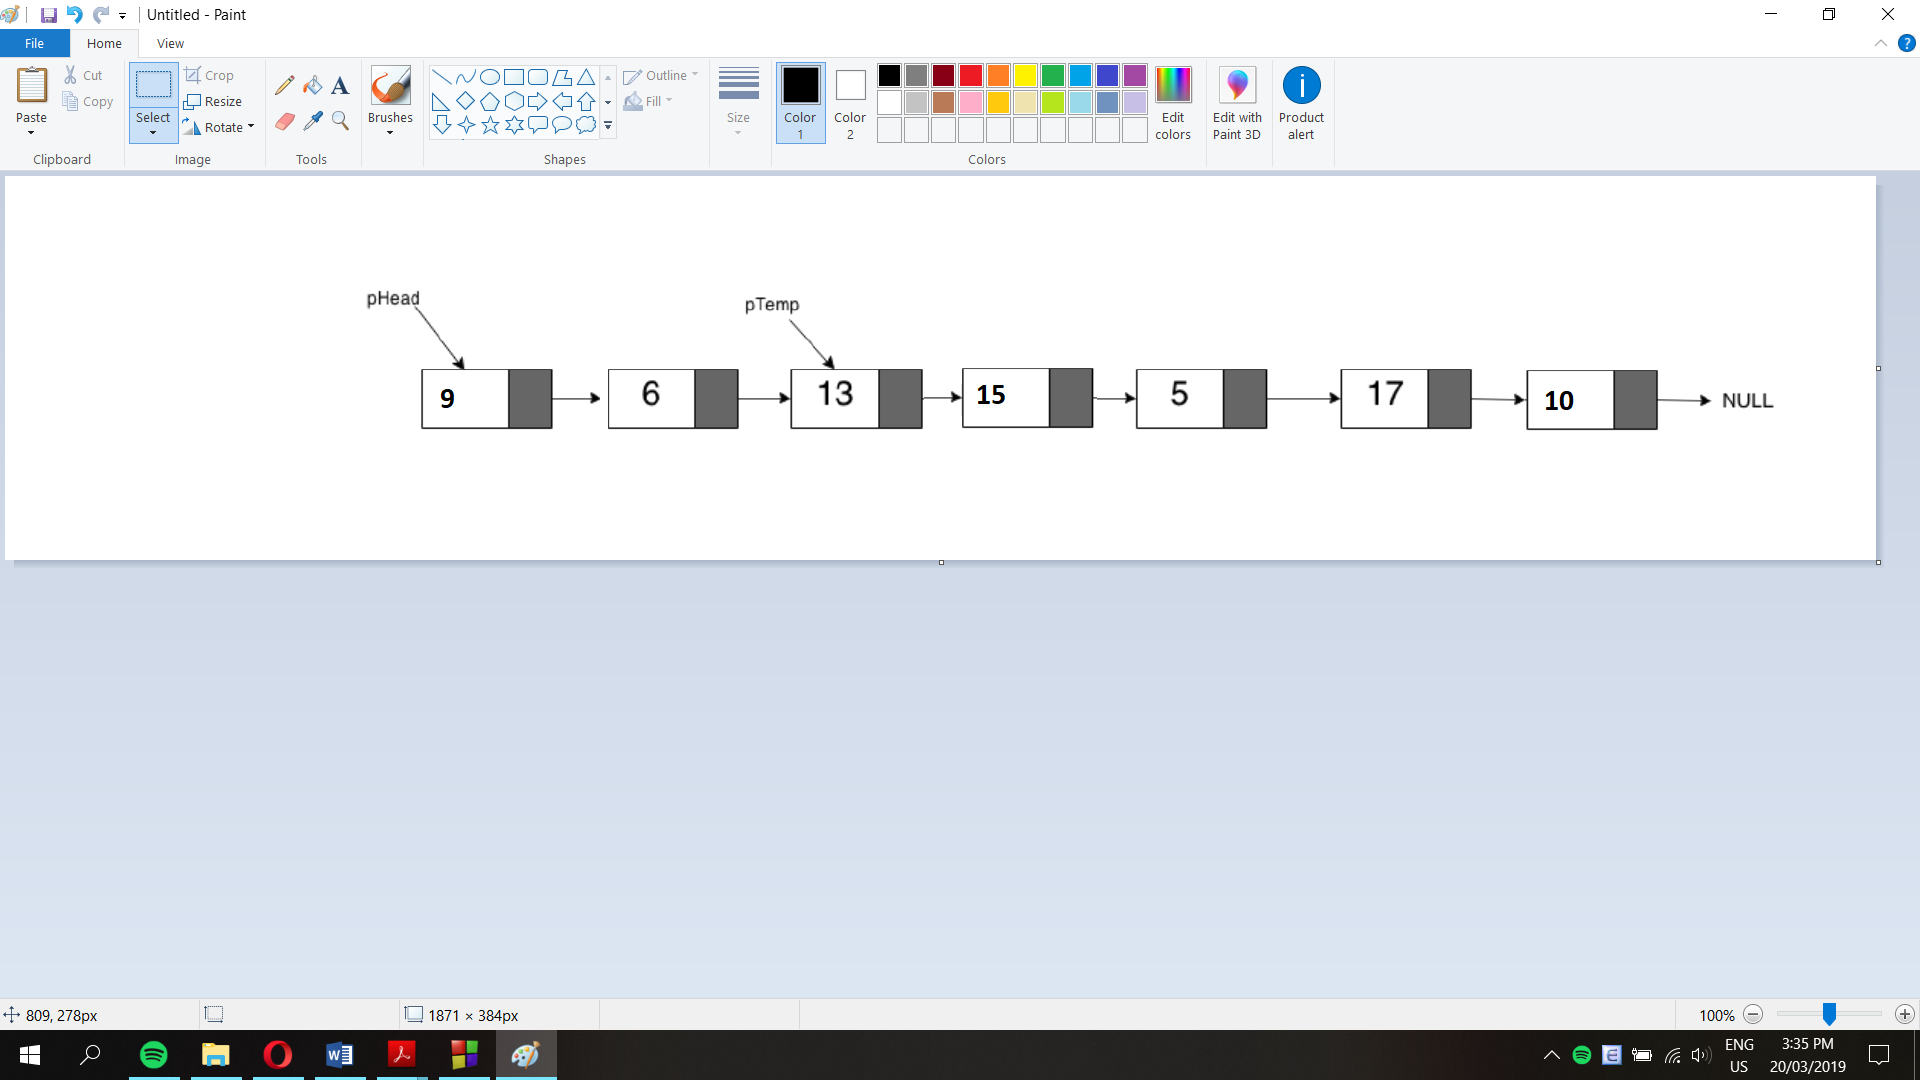 Untitled - Paint
File Home View
Paste
Cut
Copy
Clipboard
Select
Crop
Resize
Rotate
Image
A
Tools
Brushes
Shapes
Outline
Fill
Size
Color 1
Color 2
Colors
Edit colors
Edit with Paint 3D
Product alert
?
pHead pTemp
9 6 13 15 5 17 10 NULL
809, 278px 1871 × 384px 100%
ENG 3:35 PM
US 20/03/2019